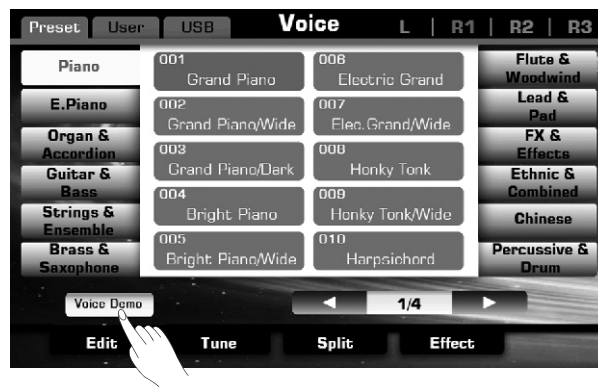 Preset User USB Voice L | R1 | R2 | R3
Piano
E.Piano
Organ &
Accordion
Guitar &
Bass
Strings &
Ensemble
Brass &
Saxophone
001
Grand Piano
002
Grand Piano/Wide
003
Grand Piano/Dark
004
Bright Piano
005
Bright Piano/Wide
006
Electric Grand
007
Elec.Grand/Wide
008
Honky Tonk
009
Honky Tonk/Wide
010
Harpsichord
Flute &
Woodwind
Lead &
Pad
FX &
Effects
Ethnic &
Combined
Chinese
Percussive &
Drum
Voice Demo
1/4
Edit Tune Split Effect